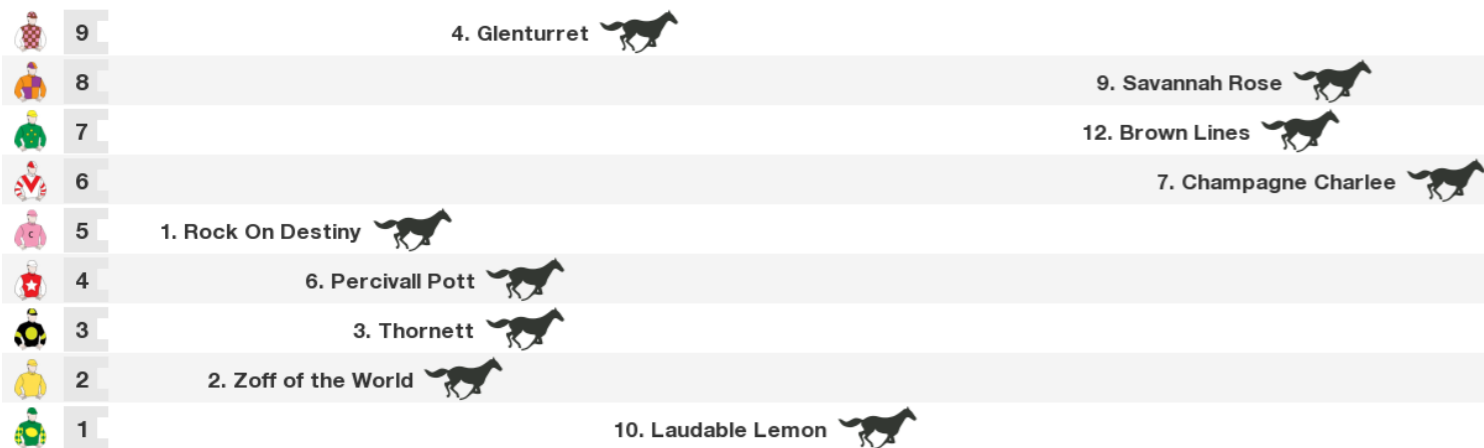 9 4. Glenturret
8 9. Savannah Rose
7 12. Brown Lines
6 7. Champagne Charlee
C 5 1. Rock On Destiny
4 6. Percivall Pott
3 3. Thornett
2 2. Zoff of the World
1 10. Laudable Lemon